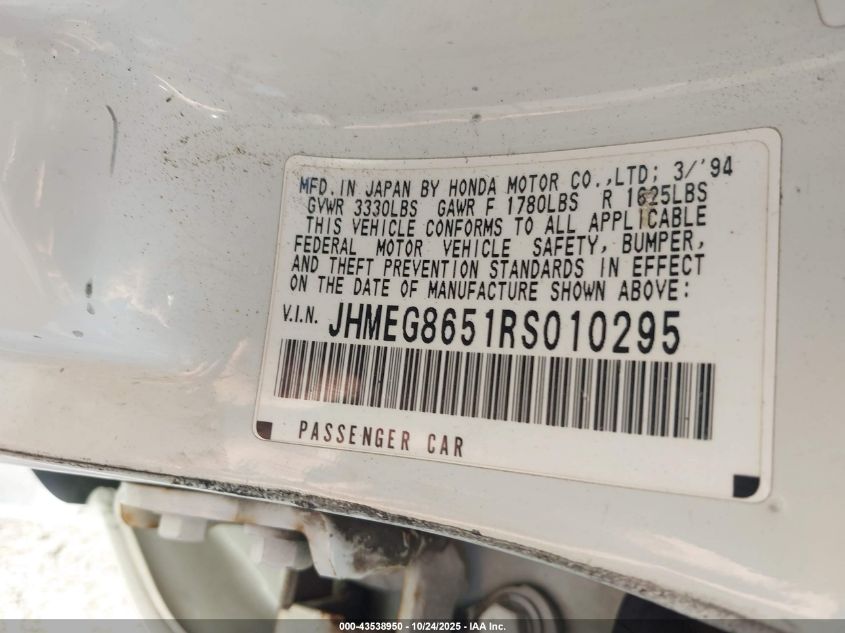 MFD. IN JAPAN BY HONDA MOTOR CO.,LTD; 3/'94
GVWR 3330LBS GAWR F 1780LBS R 1625LBS
THIS VEHICLE CONFORMS TO ALL APPLICABLE
FEDERAL MOTOR VEHICLE SAFETY, BUMPER,
AND THEFT PREVENTION STANDARDS IN EFFECT
ON THE DATE OF MANUFACTURE SHOWN ABOVE:
V.I.N. JHMEG8651RS010295
PASSENGER CAR
000-43538950 • 10/24/2025 • IAA Inc.